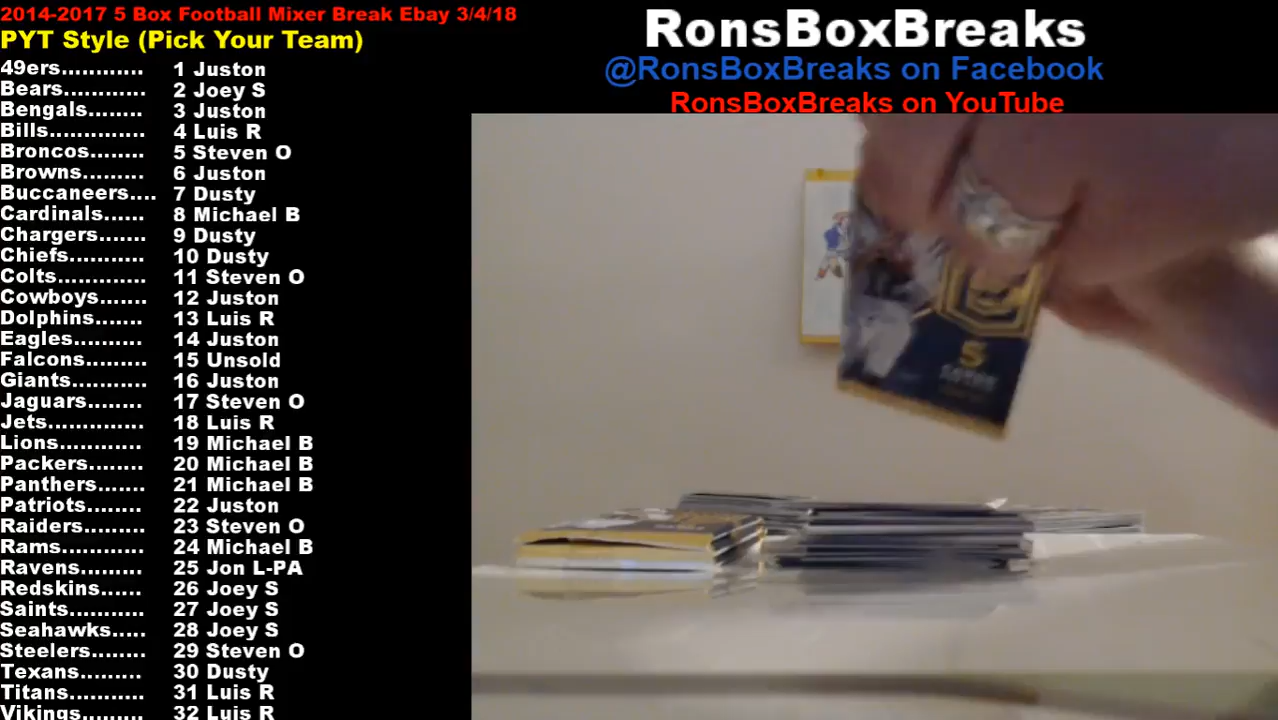 2014-2017 5 Box Football Mixer Break Ebay 3/4/18
PYT Style (Pick Your Team)
49ers............ 1 Juston
Bears............ 2 Joey S
Bengals........ 3 Juston
Bills.............. 4 Luis R
Broncos........ 5 Steven O
Browns......... 6 Juston
Buccaneers.... 7 Dusty
Cardinals...... 8 Michael B
Chargers....... 9 Dusty
Chiefs........... 10 Dusty
Colts............. 11 Steven O
Cowboys....... 12 Juston
Dolphins....... 13 Luis R
Eagles.......... 14 Juston
Falcons......... 15 Unsold
Giants........... 16 Juston
Jaguars........ 17 Steven O
Jets............... 18 Luis R
Lions............ 19 Michael B
Packers........ 20 Michael B
Panthers....... 21 Michael B
Patriots........ 22 Juston
Raiders......... 23 Steven O
Rams............ 24 Michael B
Ravens......... 25 Jon L-PA
Redskins...... 26 Joey S
Saints........... 27 Joey S
Seahawks..... 28 Joey S
Steelers........ 29 Steven O
Texans......... 30 Dusty
Titans........... 31 Luis R
Vikings......... 32 Luis R
RonsBoxBreaks
@RonsBoxBreaks on Facebook
RonsBoxBreaks on YouTube
5